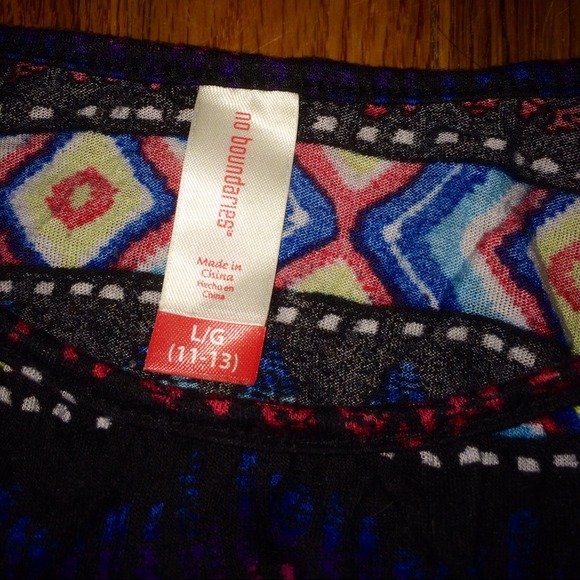 no boundaries®
Made in
China
Hecho en
China
L/G
(11-13)